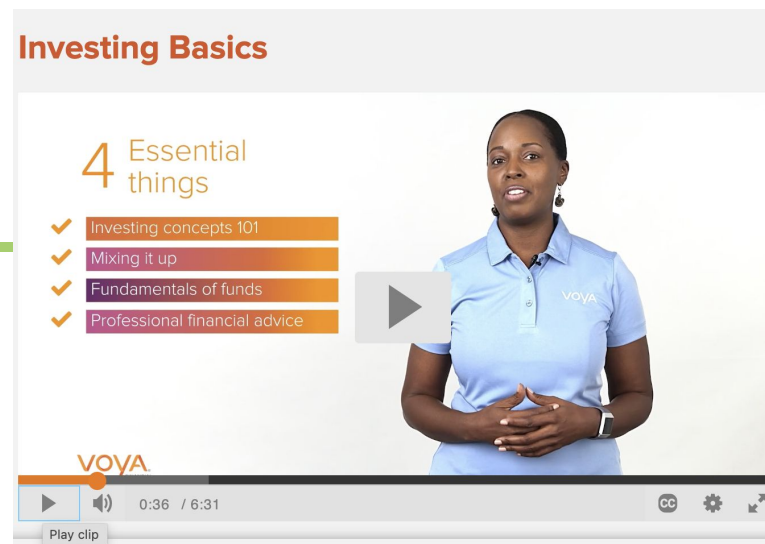 Investing Basics
4 Essential
things
Investing concepts 101
Mixing it up
Fundamentals of funds
Professional financial advice
VOYA
VOYA
0:36 / 6:31
CC
Play clip